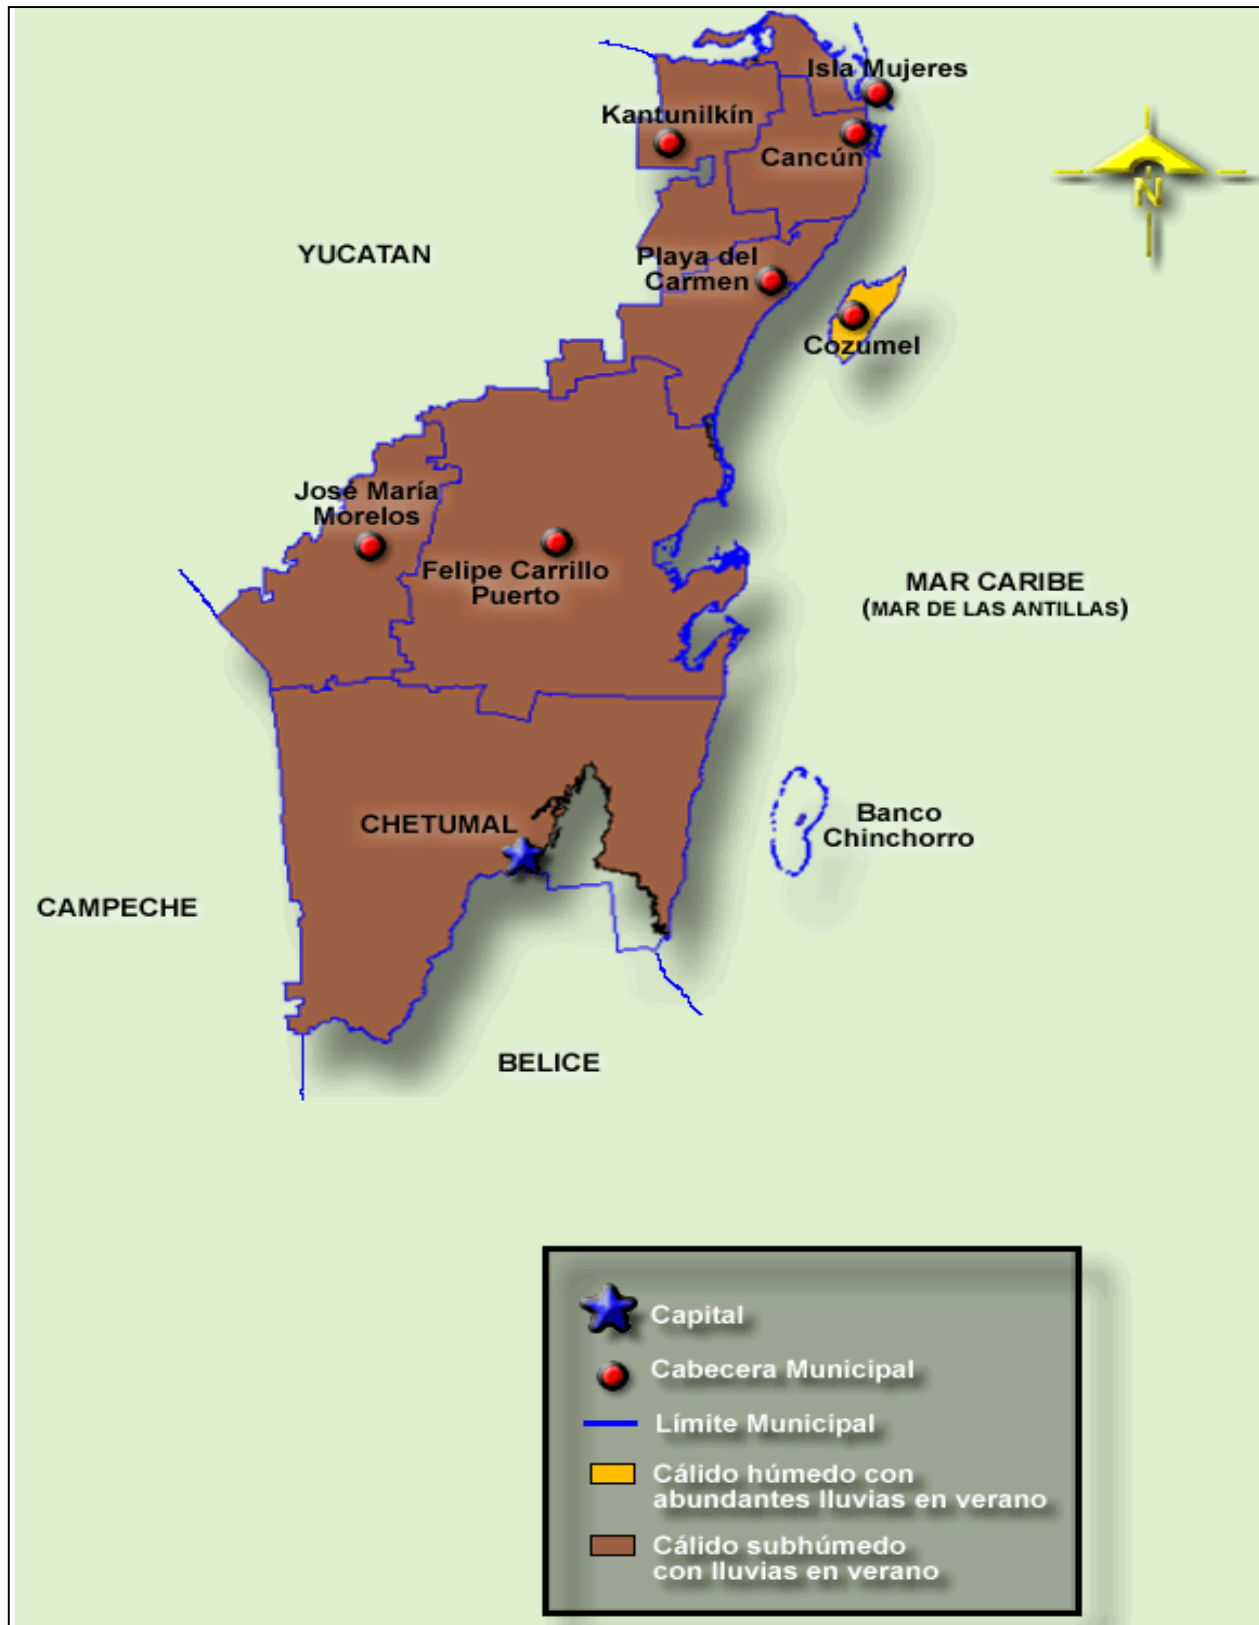 Isla Mujeres
Kantunilkín
Cancún
N
YUCATAN
Playa del
Carmen
Cozumel
José María
Morelos
Felipe Carrillo
Puerto
MAR CARIBE
(MAR DE LAS ANTILLAS)
CHETUMAL
Banco
Chinchorro
CAMPECHE
BELICE
Capital
Cabecera Municipal
Límite Municipal
Cálido húmedo con
abundantes lluvias en verano
Cálido subhúmedo
con lluvias en verano